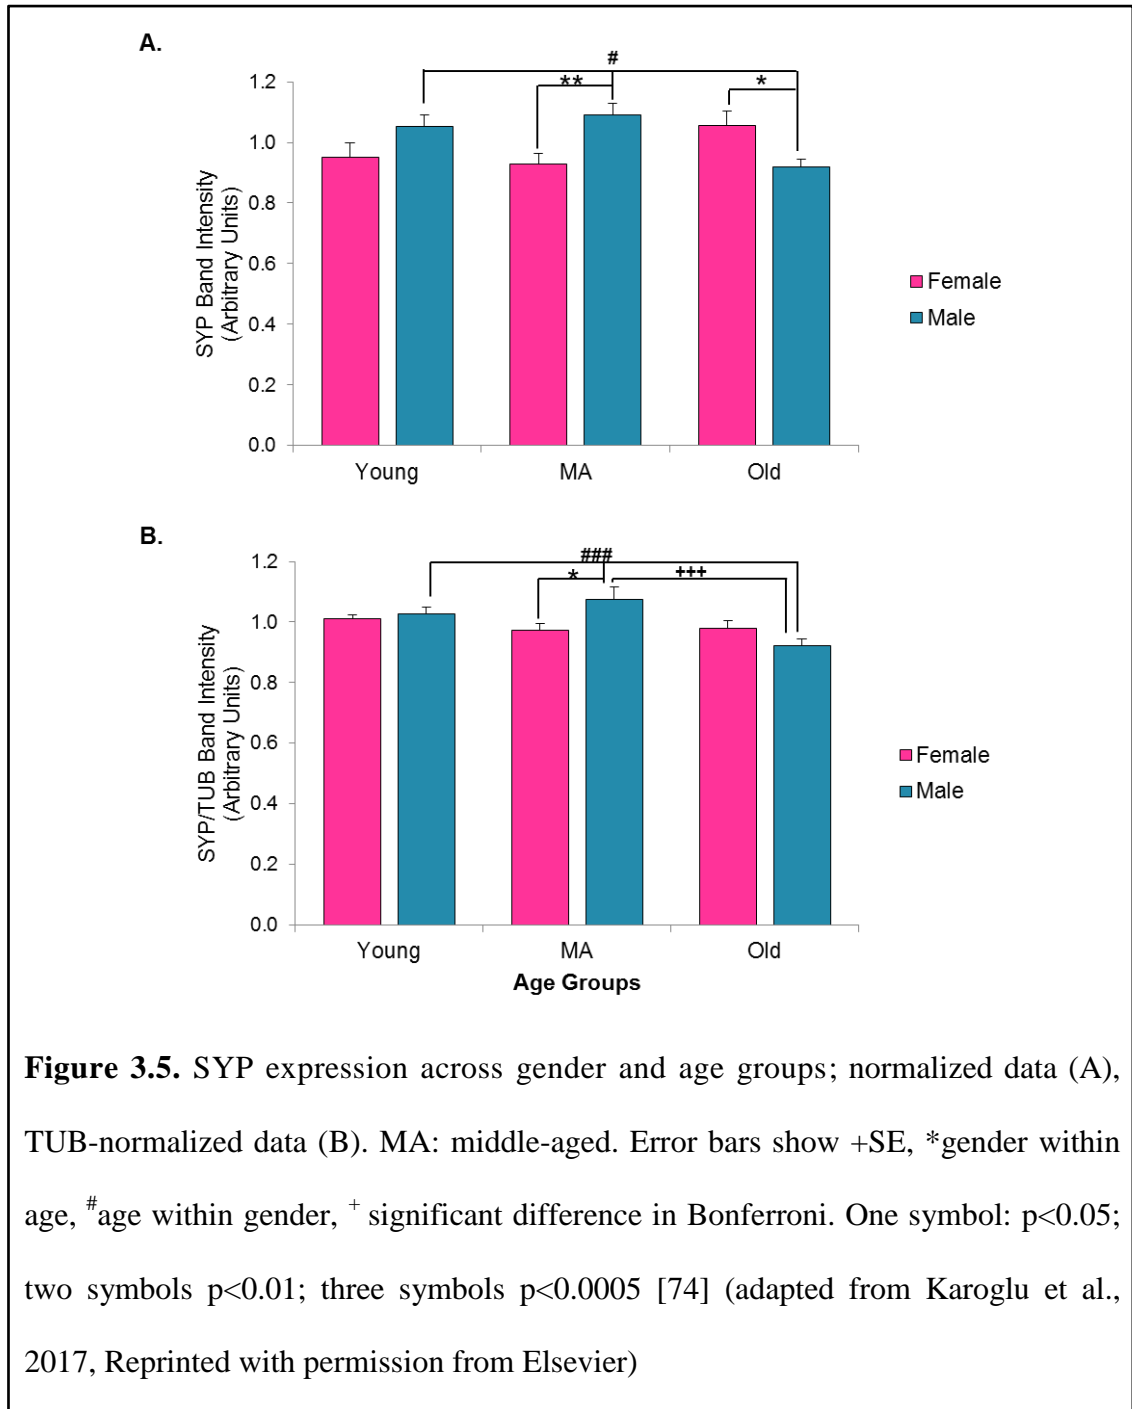 A.
#
**
*
1.2
1.0
0.8
0.6
0.4
0.2
0.0
SYP Band Intensity
(Arbitrary Units)
Young MA Old
Female
Male
B.
###
*
+++
1.2
1.0
0.8
0.6
0.4
0.2
0.0
SYP/TUB Band Intensity
(Arbitrary Units)
Young MA Old
Age Groups
Female
Male
Figure 3.5. SYP expression across gender and age groups; normalized data (A),
TUB-normalized data (B). MA: middle-aged. Error bars show +SE, *gender within
age, #age within gender, + significant difference in Bonferroni. One symbol: p<0.05;
two symbols p<0.01; three symbols p<0.0005 [74] (adapted from Karoglu et al.,
2017, Reprinted with permission from Elsevier)